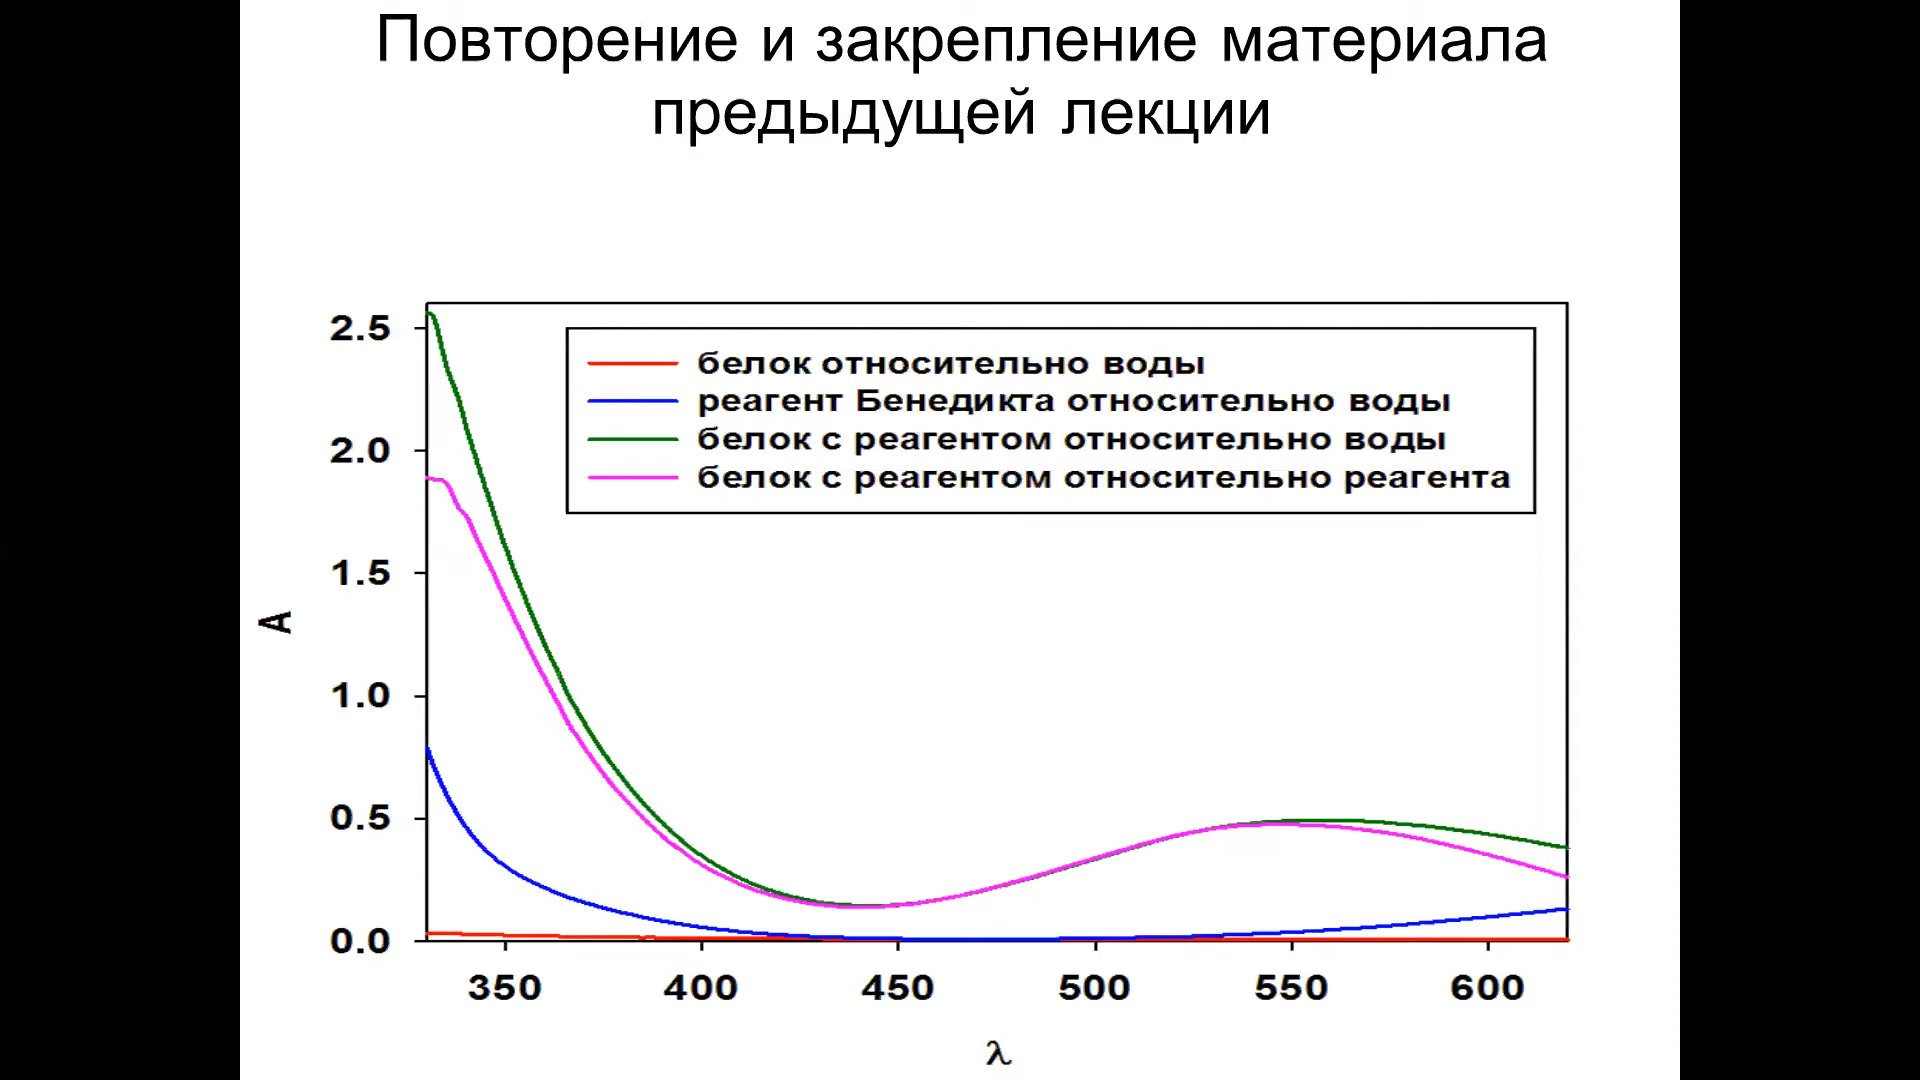 Повторение и закрепление материала
предыдущей лекции
белок относительно воды
реагент Бенедикта относительно воды
белок с реагентом относительно воды
белок с реагентом относительно реагента
2.5
2.0
1.5
1.0
0.5
0.0
A
350 400 450 500 550 600
λ